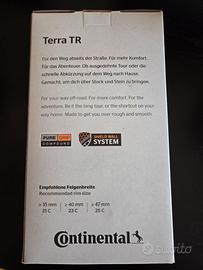 Terra TR
Für den Weg abseits der Straße. Für mehr Komfort.
Für das Abenteuer. Ob ausgedehnte Tour oder die
schnelle Abkürzung auf dem Weg nach Hause.
Gemacht, um dich über Stock und Stein zu bringen.
For your way off-road. For more comfort. For the
adventure. Be it the long tour, or the shortcut on your
way home. Made to get you over rough and smooth.
PURE GRIP
COMPOUND
SHIELD WALL
SYSTEM
Empfohlene Felgenbreite
Recommended rim size
> 35 mm ≥ 40 mm ≥ 47 mm
21 C 23 C 25 C
Continental
subito.it